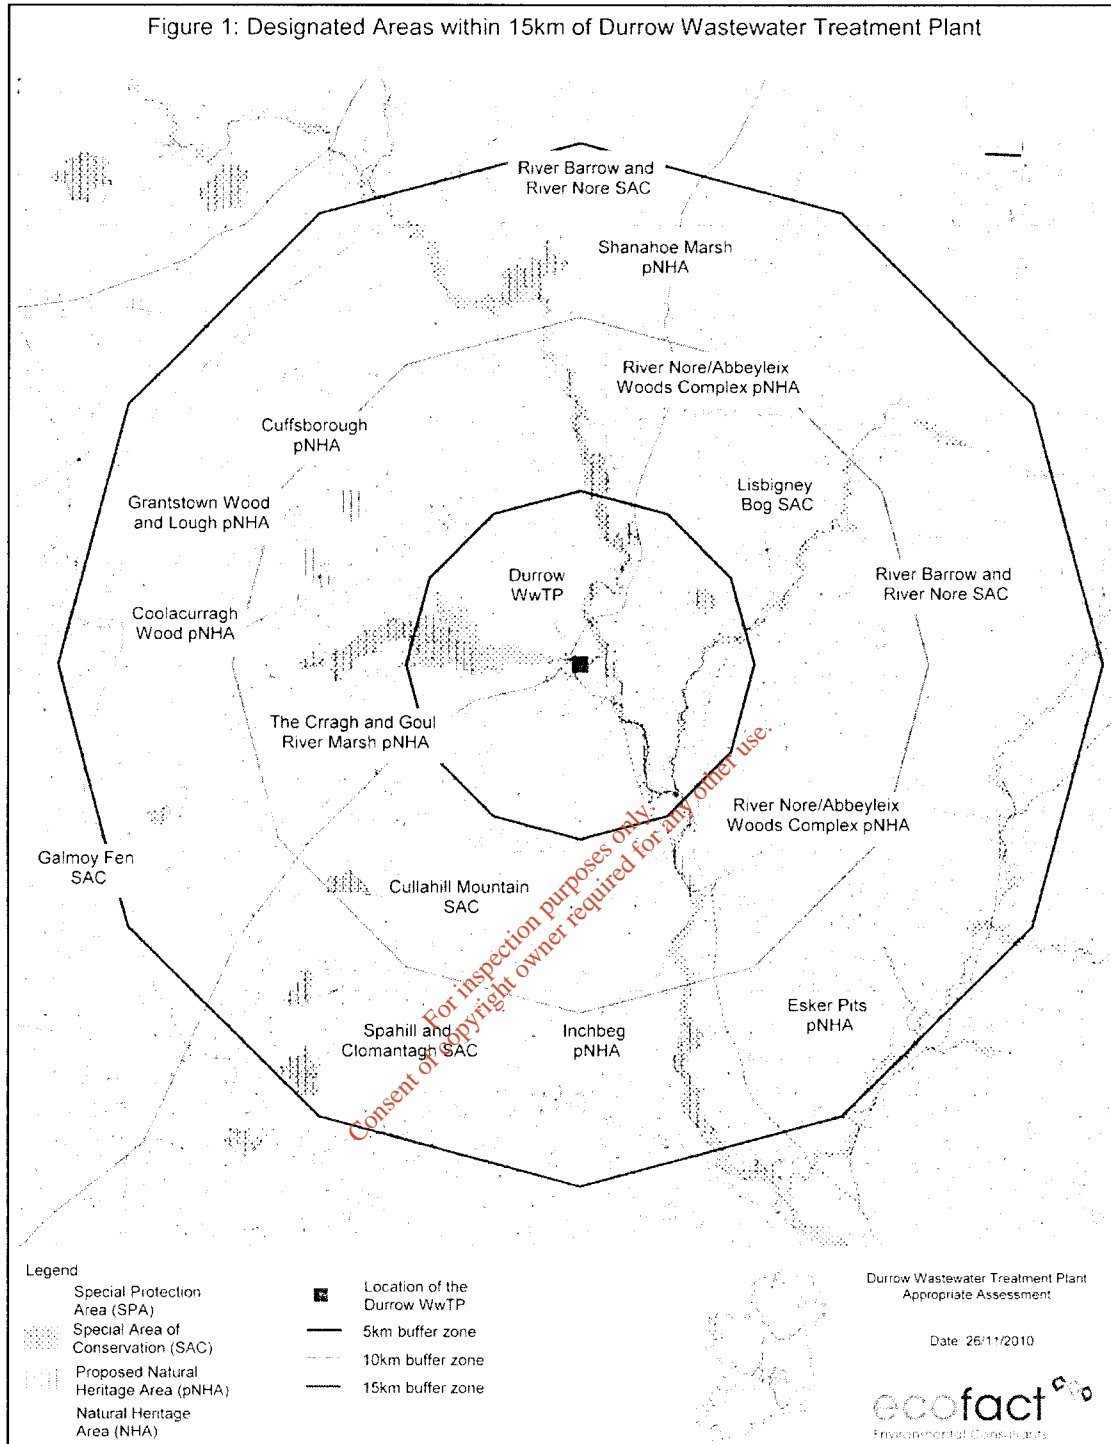 Figure 1: Designated Areas within 15km of Durrow Wastewater Treatment Plant
River Barrow and
River Nore SAC
Shanahoe Marsh
pNHA
River Nore/Abbeyleix
Woods Complex pNHA
Cuffsborough
pNHA
Lisbigney
Bog SAC
Grantstown Wood
and Lough pNHA
Durrow
WwTP
River Barrow and
River Nore SAC
Coolacurragh
Wood pNHA
The Crragh and Goul
River Marsh pNHA
River Nore/Abbeyleix
Woods Complex pNHA
Galmoy Fen
SAC
Cullahill Mountain
SAC
Esker Pits
pNHA
Spahill and
Clomantagh SAC
Inchbeg
pNHA
For inspection purposes only.
Consent of copyright owner required for any other use.
Legend
Special Protection
Area (SPA)
Special Area of
Conservation (SAC)
Proposed Natural
Heritage Area (pNHA)
Natural Heritage
Area (NHA)
Location of the
Durrow WwTP
5km buffer zone
10km buffer zone
15km buffer zone
Durrow Wastewater Treatment Plant
Appropriate Assessment
Date: 26/11/2010
ecofact
Environmental Consultants